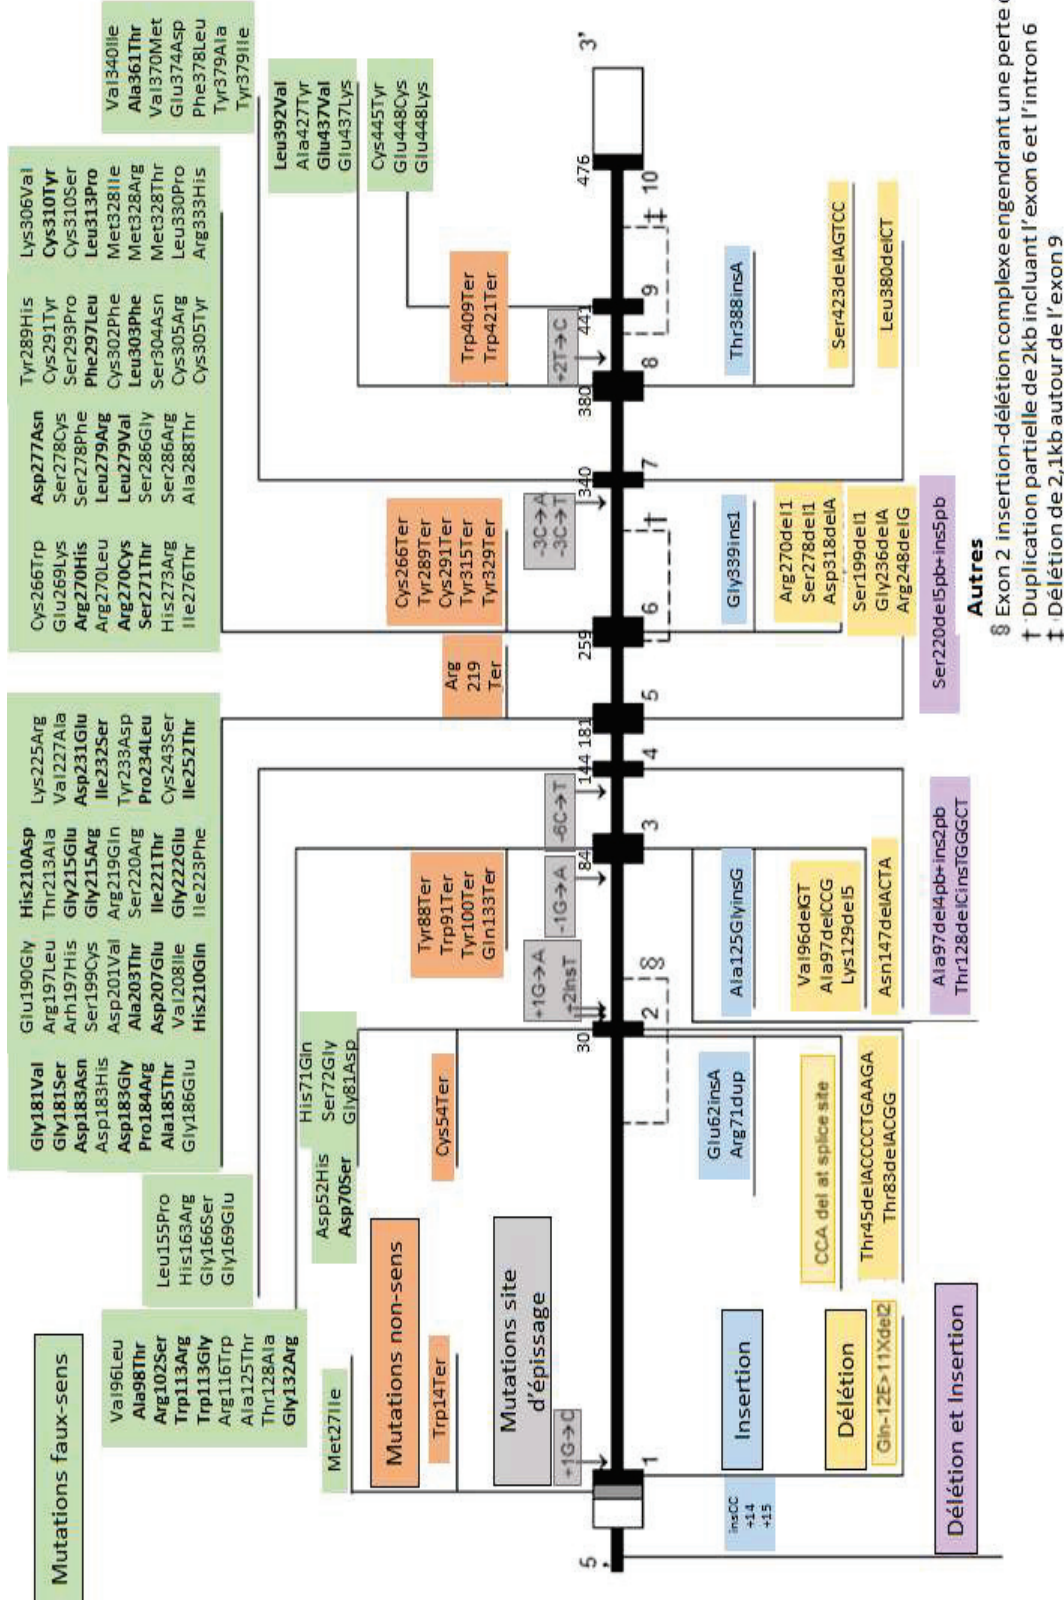 Mutations faux-sens
Val96Leu
Ala98Thr
Arg102Ser
Trp113Arg
Trp113Gly
Arg116Trp
Ala125Thr
Thr128Ala
Gly132Arg
Leu155Pro
His163Arg
Gly166Ser
Gly169Glu
Gly181Val
Gly181Ser
Asp183Asn
Asp183His
Asp183Gly
Pro184Arg
Ala185Thr
Gly186Glu
Glu190Gly
Arg197Leu
Arh197His
Ser199Cys
Asp201Val
Ala203Thr
Asp207Glu
Val208Ile
His210Gln
His210Asp
Thr213Ala
Gly215Glu
Gly215Arg
Arg219Gln
Ser220Arg
Ile221Thr
Gly222Glu
Ile223Phe
Lys225Arg
Val227Ala
Asp231Glu
Ile232Ser
Tyr233Asp
Pro234Leu
Cys243Ser
Ile252Thr
Cys266Trp
Glu269Lys
Arg270His
Arg270Leu
Arg270Cys
Ser271Thr
His273Arg
Ile276Thr
Asp277Asn
Ser278Cys
Ser278Phe
Leu279Arg
Leu279Val
Ser286Gly
Ser286Arg
Ala288Thr
Tyr289His
Cys291Tyr
Ser293Pro
Phe297Leu
Cys302Phe
Leu303Phe
Ser304Asn
Cys305Arg
Cys305Tyr
Lys306Val
Cys310Tyr
Cys310Ser
Leu313Pro
Met328Ile
Met328Arg
Met328Thr
Leu330Pro
Arg333His
Val340Ile
Ala361Thr
Val370Met
Glu374Asp
Phe378Leu
Tyr379Ala
Tyr379Ile
Met27Ile
Asp52His
Asp70Ser
His71Gln
Ser72Gly
Gly81Asp
Leu392Val
Ala427Tyr
Glu437Val
Glu437Lys
Cys445Tyr
Glu448Cys
Glu448Lys
Mutations non-sens
Trp14Ter
Cys54Ter
Tyr88Ter
Trp91Ter
Tyr100Ter
Gln133Ter
Arg
219
Ter
Cys266Ter
Tyr289Ter
Cys291Ter
Tyr315Ter
Tyr329Ter
Trp409Ter
Trp421Ter
Mutations site
d'épissage
+1G→C
+1G→A
+2InsT
-1G→A
-6C→T
-3C→A
-3C→T
+2T→C
5'
30
84
144 181
259
340
380
441
476
3'
1
2
§
3
4
5
6
†
7
8
9
‡
10
insCC
+14
+15
Insertion
Glu62insA
Arg71dup
Ala125GlyinsG
Gly339ins1
Thr388insA
Délétion
Gln-12E>11Xdel2
CCA del at splice site
Thr45delACCCCTGAAGA
Thr83delACGG
Val96delGT
Ala97delCCG
Lys129del5
Asn147delACTA
Arg270del1
Ser278del1
Asp318delA
Ser199del1
Gly236delA
Arg248delG
Ser423delAGTCC
Leu380delCT
Délétion et Insertion
Ala97del4pb+ins2pb
Thr128delCinsTGGGCT
Ser220del5pb+ins5pb
Autres
§ Exon 2 insertion-délétion complexe engendrant une perte
† Duplication partielle de 2kb incluant l'exon 6 et l'intron 6
‡ Délétion de 2,1kb autour de l'exon 9